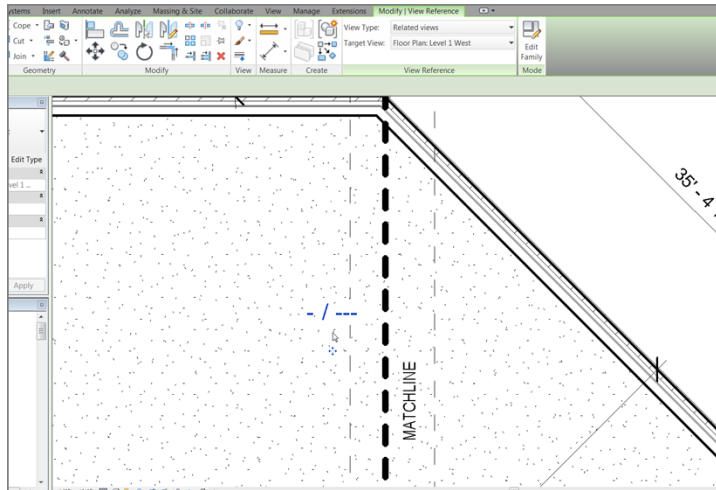 ystems Insert Annotate Analyze Massing & Site Collaborate View Manage Extensions Modify | View Reference
Cope
Cut
Join
View Type: Related views
Target View: Floor Plan: Level 1 West
Edit
Family
Geometry Modify View Measure Create View Reference Mode
Edit Type
vel 1 ...
Apply
35' - 4
- / ---
MATCHLINE